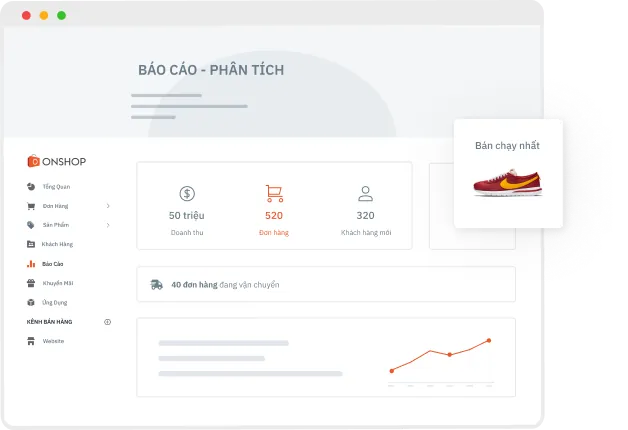 BÁO CÁO - PHÂN TÍCH
Bán chạy nhất
ONSHOP
Tổng Quan
Đơn Hàng
Sản Phẩm
Khách Hàng
Báo Cáo
Khuyến Mãi
Ứng Dụng
KÊNH BÁN HÀNG
Website
50 triệu
Doanh thu
520
Đơn hàng
320
Khách hàng mới
40 đơn hàng đang vận chuyển